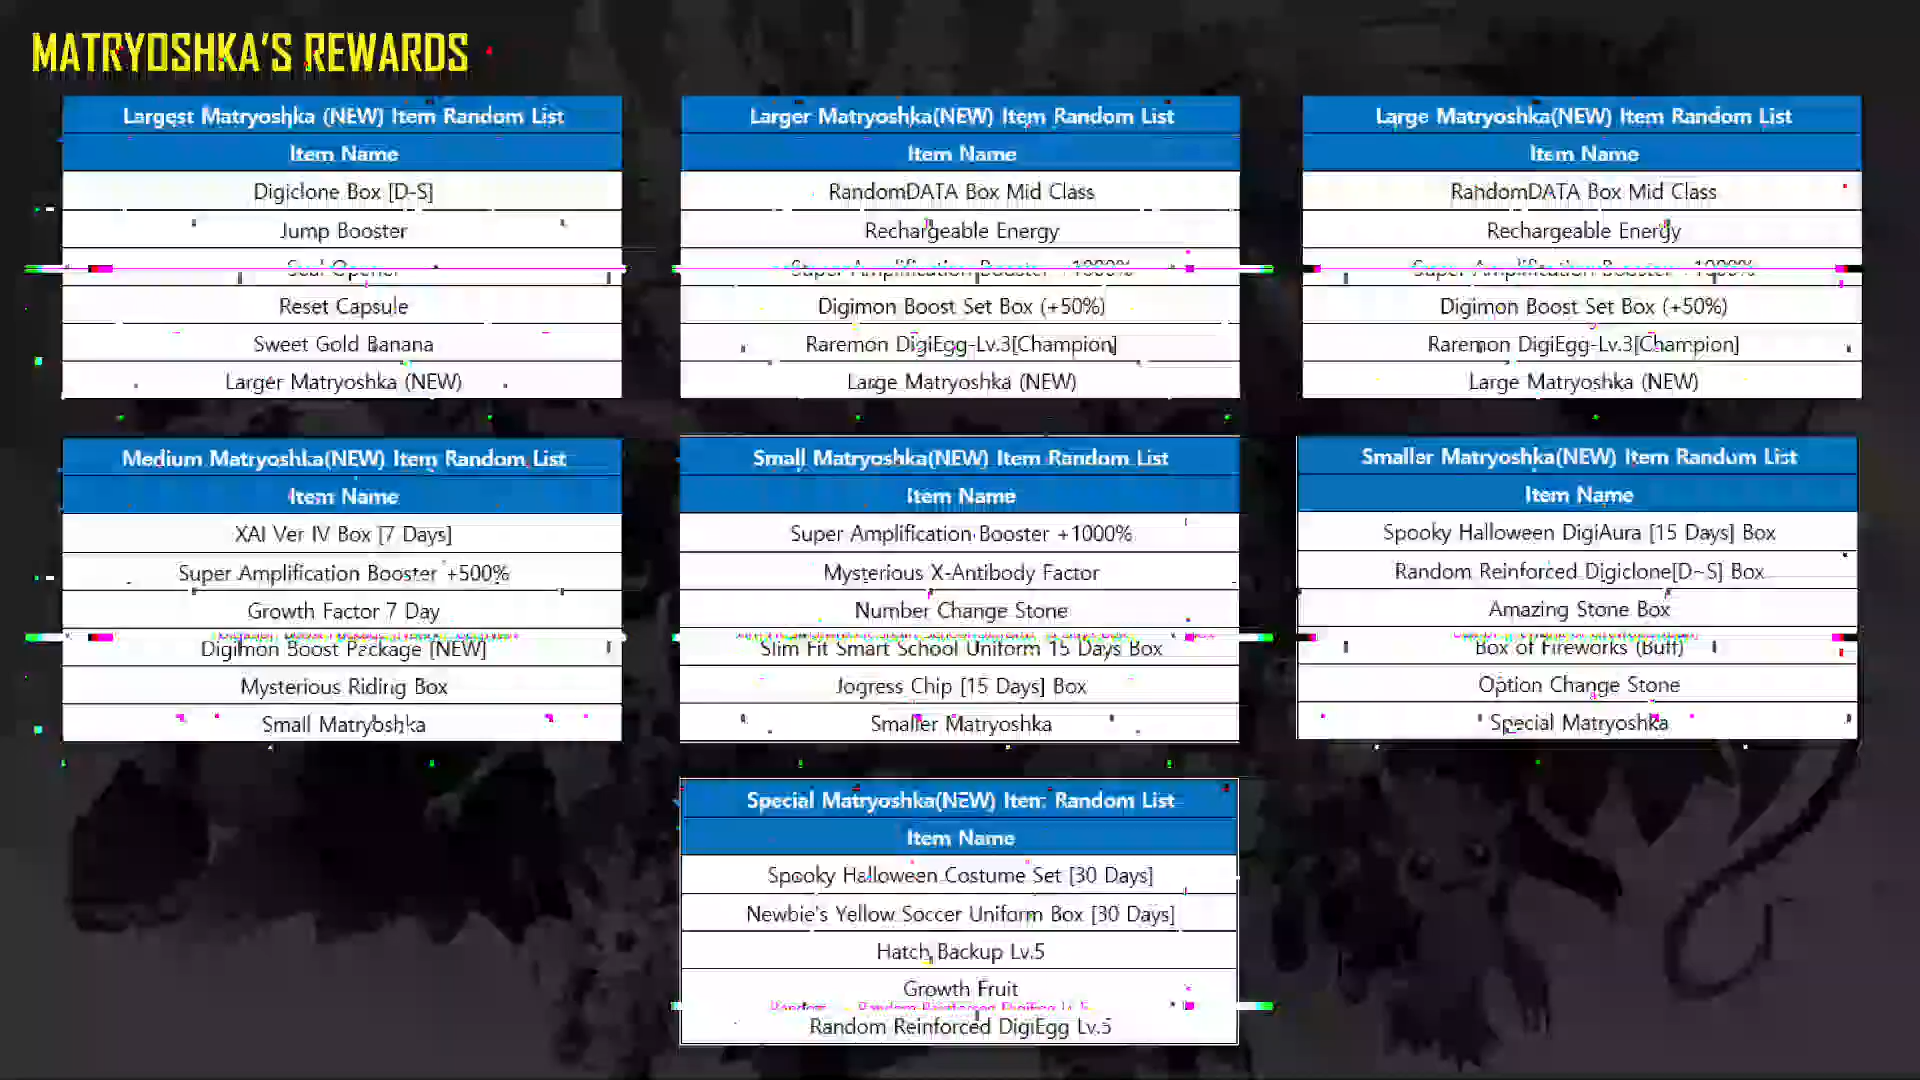 MATRYOSHKA'S REWARDS
Largest Matryoshka (NEW) Item Random List
Item Name
Digiclone Box [D-S]
Jump Booster
Seal Opener
Reset Capsule
Sweet Gold Banana
Larger Matryoshka (NEW)
Larger Matryoshka(NEW) Item Random List
Item Name
RandomDATA Box Mid Class
Rechargeable Energy
Super Amplification Booster +1000%
Digimon Boost Set Box (+50%)
Raremon DigiEgg-Lv.3[Champion]
Large Matryoshka (NEW)
Large Matryoshka(NEW) Item Random List
Item Name
RandomDATA Box Mid Class
Rechargeable Energy
Super Amplification Booster +1000%
Digimon Boost Set Box (+50%)
Raremon DigiEgg-Lv.3[Champion]
Large Matryoshka (NEW)
Medium Matryoshka(NEW) Item Random List
Item Name
XAI Ver IV Box [7 Days]
Super Amplification Booster +500%
Growth Factor 7 Day
Digimon Boost Package [NEW]
Mysterious Riding Box
Small Matryoshka
Small Matryoshka(NEW) Item Random List
Item Name
Super Amplification Booster +1000%
Mysterious X-Antibody Factor
Number Change Stone
Slim Fit Smart School Uniform 15 Days Box
Jogress Chip [15 Days] Box
Smaller Matryoshka
Smaller Matryoshka(NEW) Item Random List
Item Name
Spooky Halloween DigiAura [15 Days] Box
Random Reinforced Digiclone[D~S] Box
Amazing Stone Box
Box of Fireworks (Buff)
Option Change Stone
Special Matryoshka
Special Matryoshka(NEW) Item Random List
Item Name
Spooky Halloween Costume Set [30 Days]
Newbie's Yellow Soccer Uniform Box [30 Days]
Hatch Backup Lv.5
Growth Fruit
Random Reinforced DigiEgg Lv.5